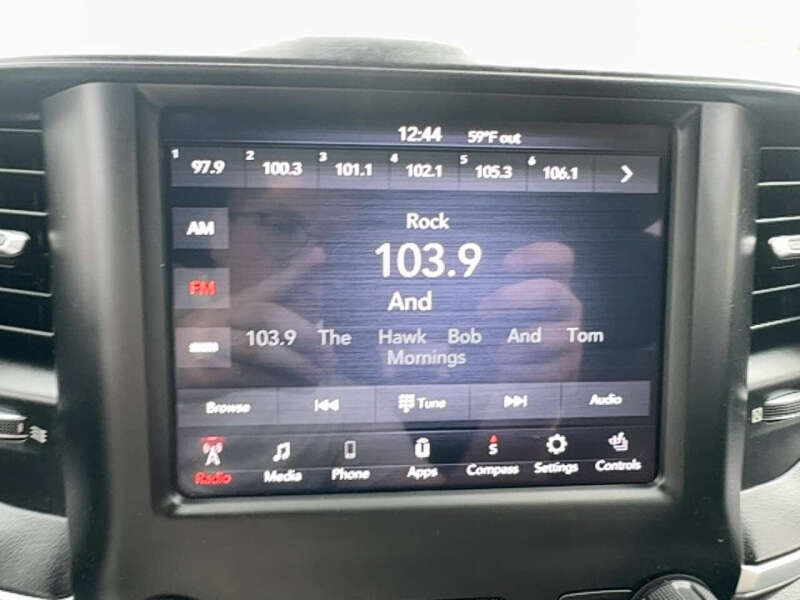 12:44 59°F out
1 97.9 2 100.3 3 101.1 4 102.1 5 105.3 6 106.1 >
Rock
AM
103.9
FM
And
103.9 The Hawk Bob And Tom
Mornings
Browse Tune Audio
S
Radio Media Phone Apps Compass Settings Controls